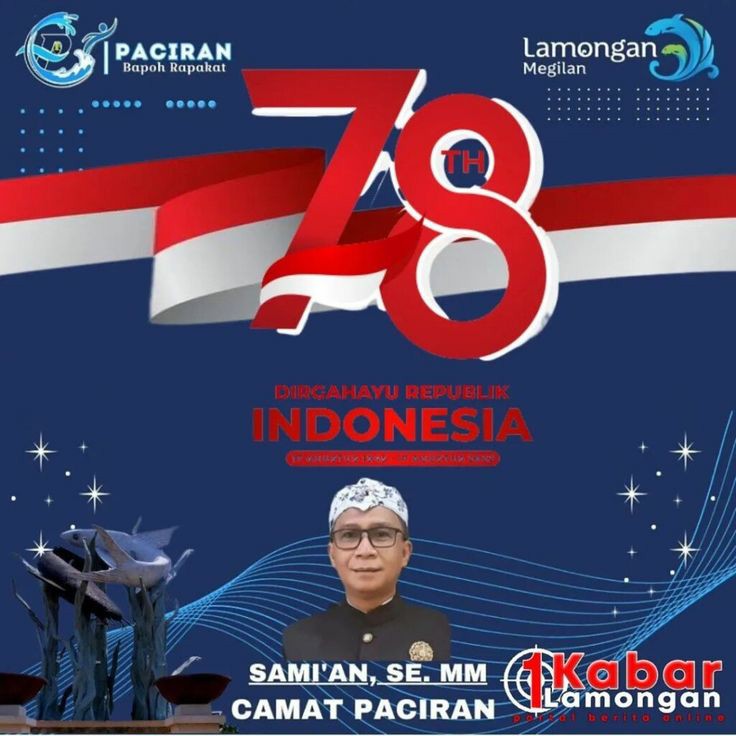 PACIRAN
Bapoh Rapakat
Lamongan
Megilan
78
TH
DIRGAHAYU REPUBLIK
INDONESIA
SAMI'AN, SE. MM
CAMAT PACIRAN
1Kabar
Lamongan
portal berita online